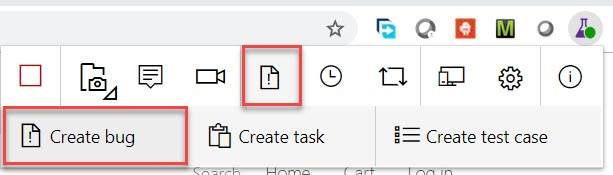 Create bug
Create task
Create test case
Search Home Cart Log in